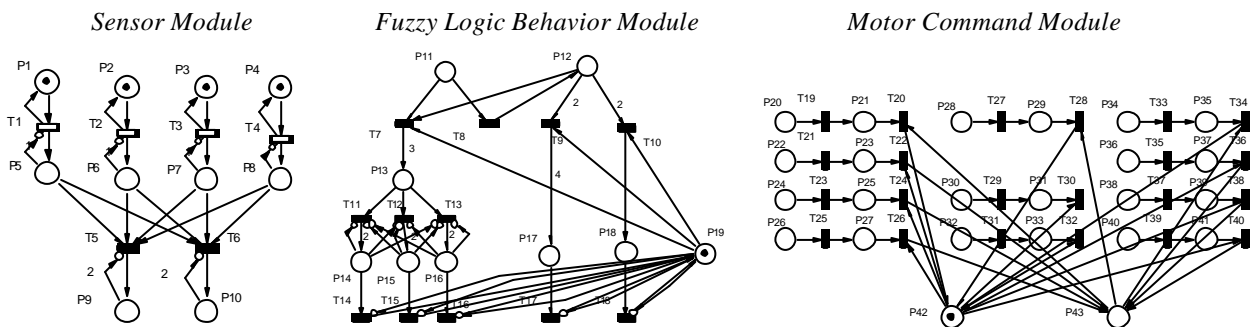 Sensor Module
Fuzzy Logic Behavior Module
Motor Command Module
P1
P2
P3
P4
T1
T2
T3
T4
P5
P6
P7
P8
T5
T6
2
2
P9
P10
P11
P12
2
2
T7
T8
T9
T10
3
4
P13
T11
T12
T13
2
2
2
P14
P15
P16
P17
P18
P19
T14
T15
T16
T17
T18
P20
T19
P21
T20
P28
T27
P29
T28
P34
T33
P35
T34
T21
P22
P23
T22
P36
T35
P37
T36
P24
T23
P25
T24
P30
T29
P31
T30
P38
T37
P39
T38
P26
T25
P27
T26
P32
T31
P33
T32
P40
T39
P41
T40
P42
P43